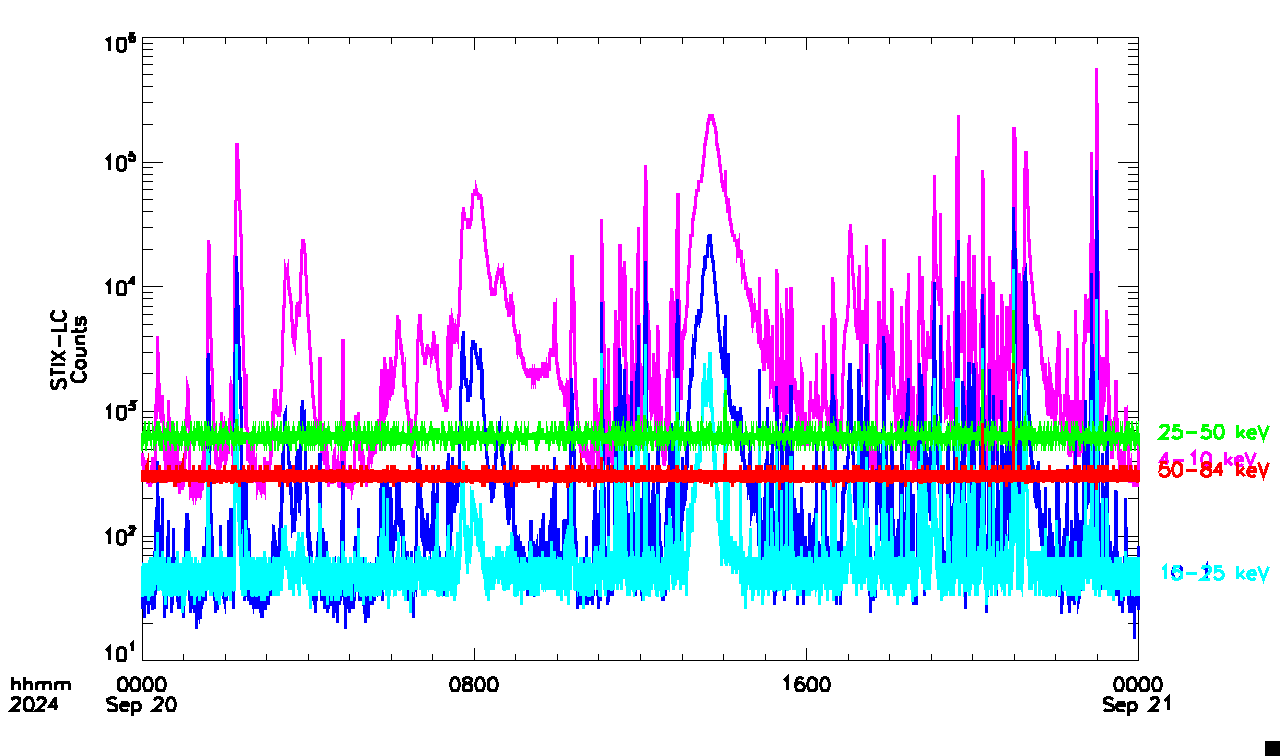 10⁶
10⁵
10⁴
10³
10²
10¹
STIX-LC
Counts
25-50 keV
4-10 keV
50-84 keV
15-25 keV
hhmm
2024
0000
0800
1600
0000
Sep 20
Sep 21